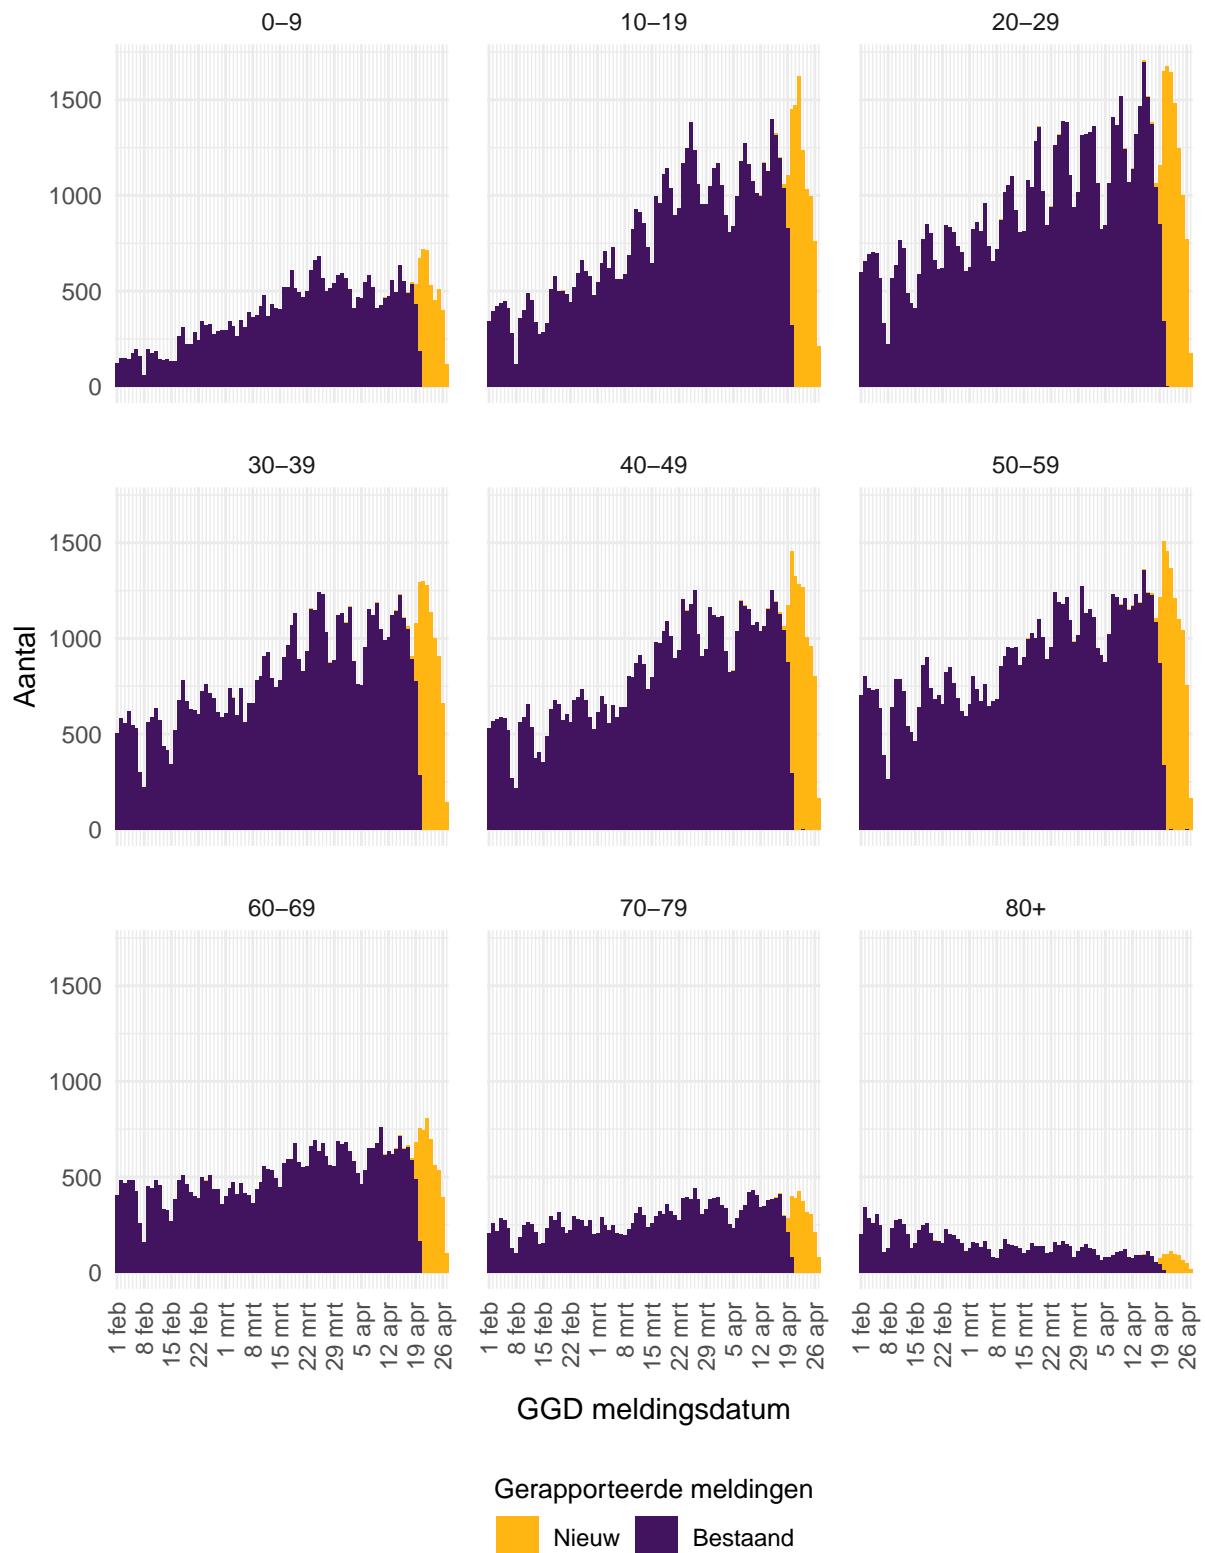 0–9 10–19 20–29
1500
1000
500
0
30–39 40–49 50–59
1500
1000
500
0
60–69 70–79 80+
1500
1000
500
0
Aantal
1 feb 8 feb 15 feb 22 feb 1 mrt 8 mrt 15 mrt 22 mrt 29 mrt 5 apr 12 apr 19 apr 26 apr
1 feb 8 feb 15 feb 22 feb 1 mrt 8 mrt 15 mrt 22 mrt 29 mrt 5 apr 12 apr 19 apr 26 apr
1 feb 8 feb 15 feb 22 feb 1 mrt 8 mrt 15 mrt 22 mrt 29 mrt 5 apr 12 apr 19 apr 26 apr
GGD meldingsdatum
Gerapporteerde meldingen
Nieuw Bestaand